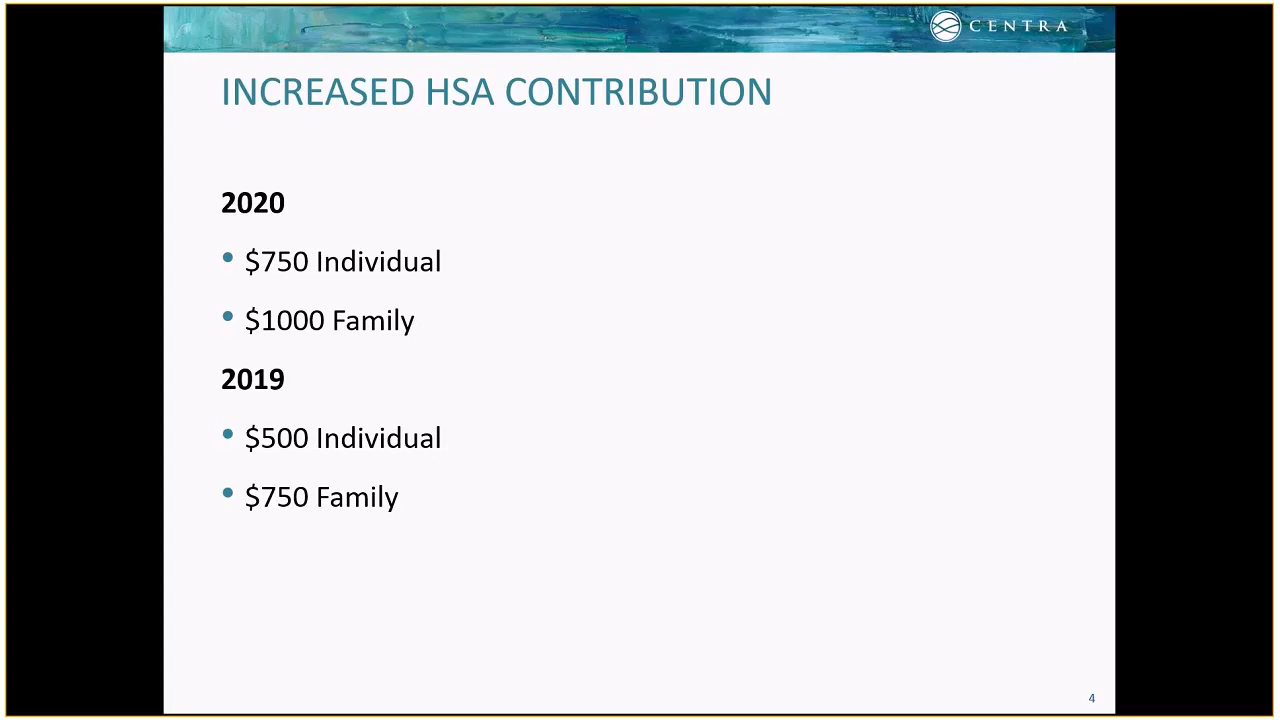 CENTRA
INCREASED HSA CONTRIBUTION
2020
• $750 Individual
• $1000 Family
2019
• $500 Individual
• $750 Family
4